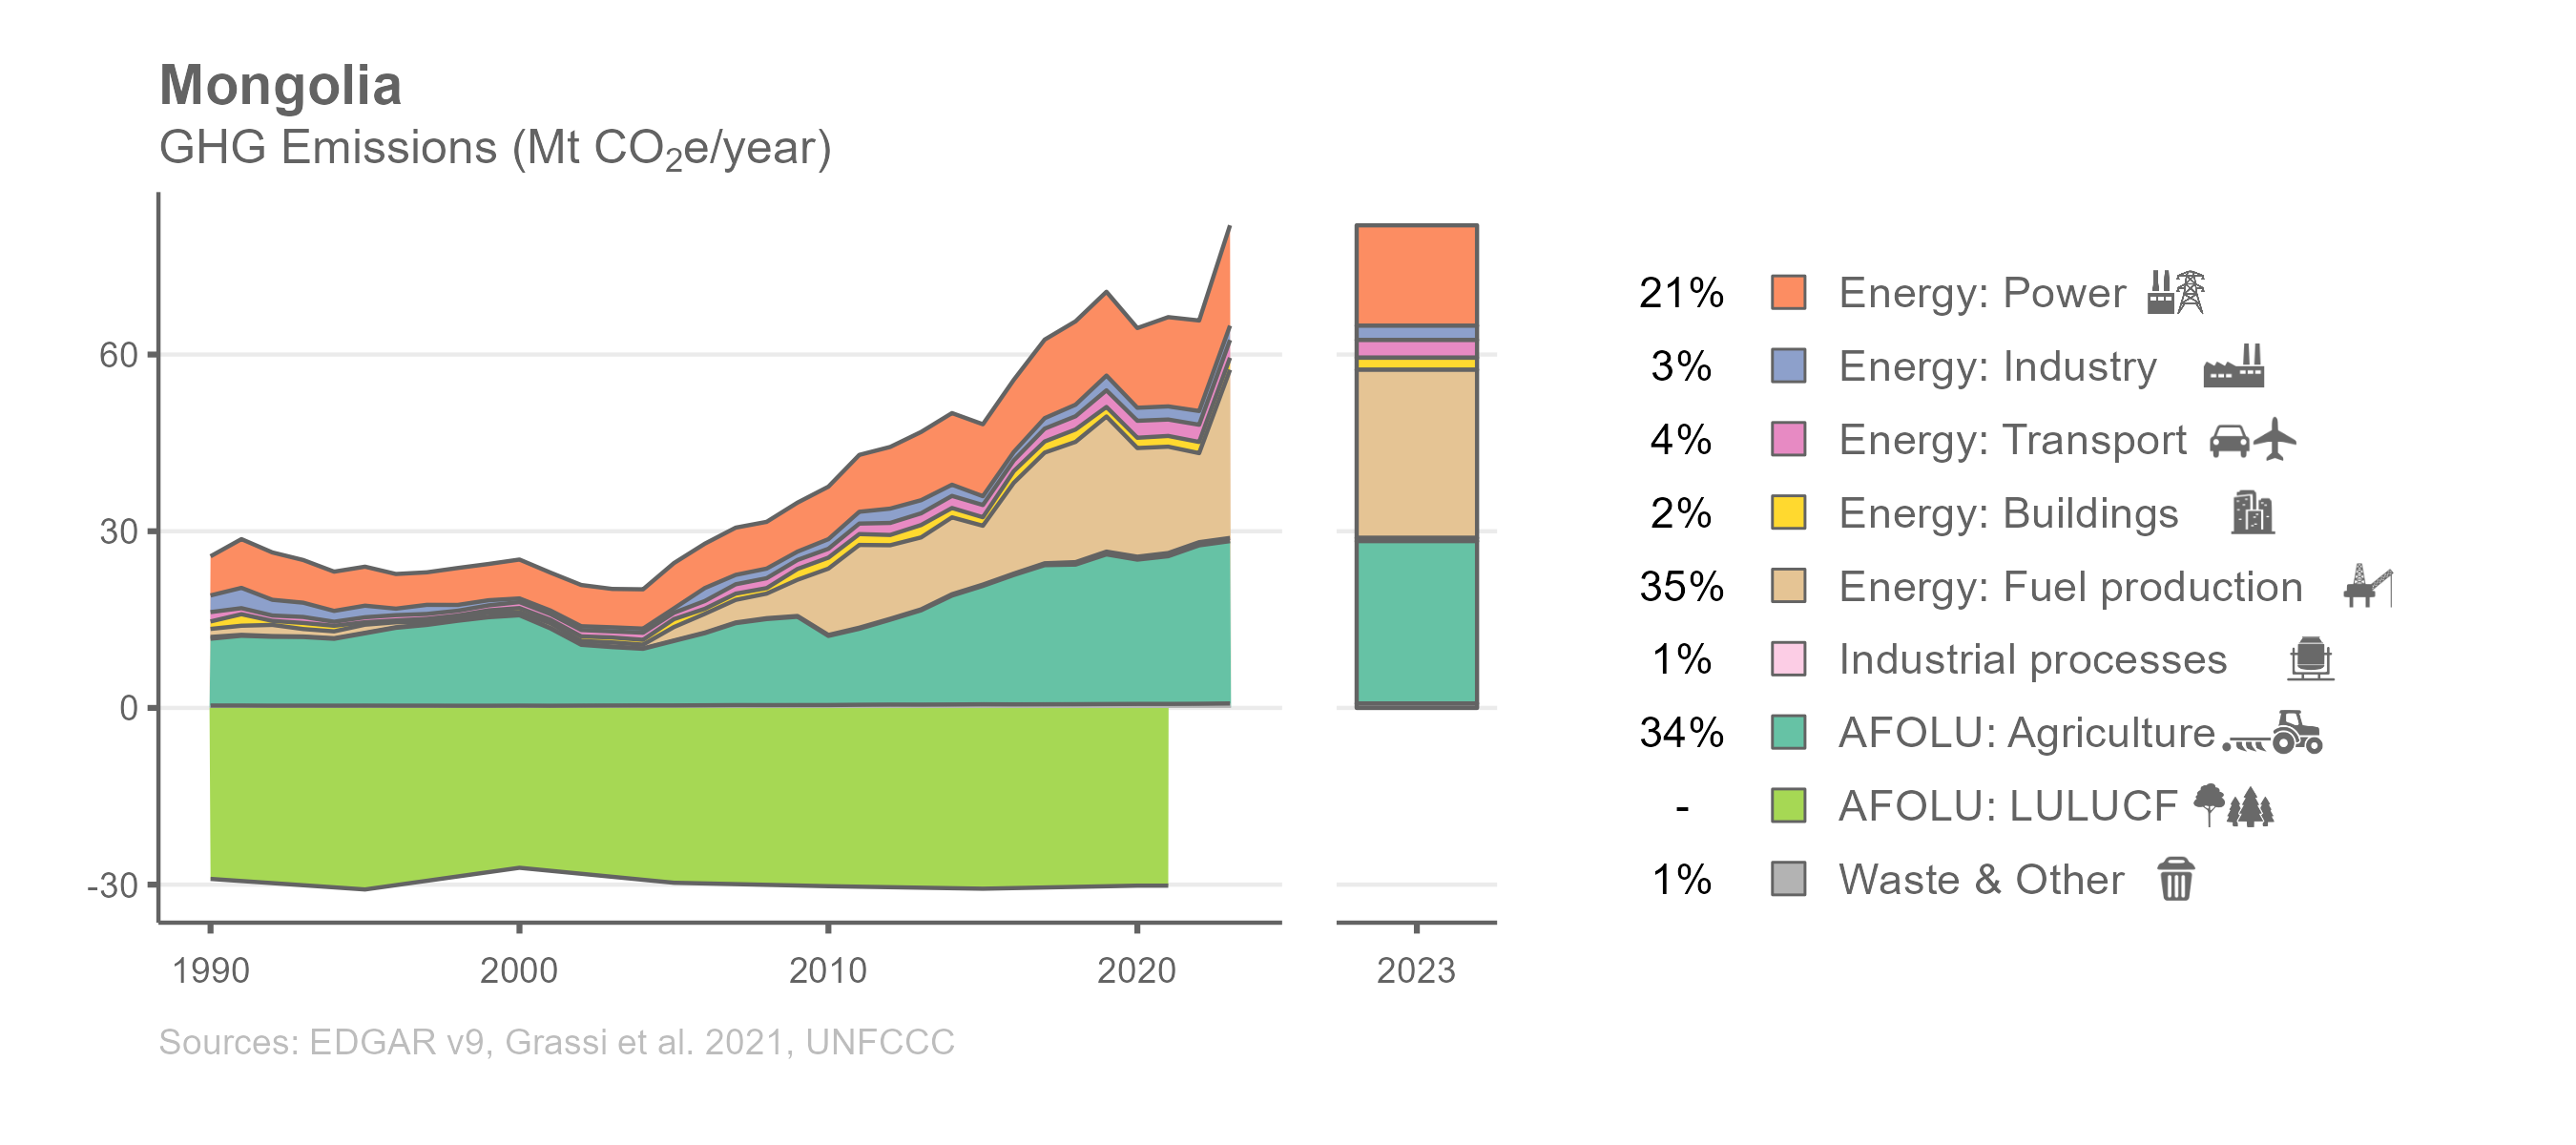 Mongolia
GHG Emissions (Mt CO₂e/year)
60
30
0
-30
1990 2000 2010 2020 2023
21% Energy: Power
3% Energy: Industry
4% Energy: Transport
2% Energy: Buildings
35% Energy: Fuel production
1% Industrial processes
34% AFOLU: Agriculture
- AFOLU: LULUCF
1% Waste & Other
Sources: EDGAR v9, Grassi et al. 2021, UNFCCC